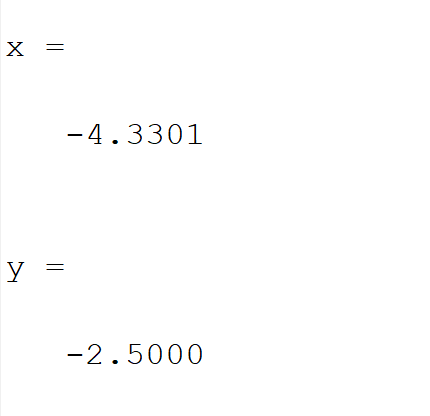 x =
-4.3301
y =
-2.5000